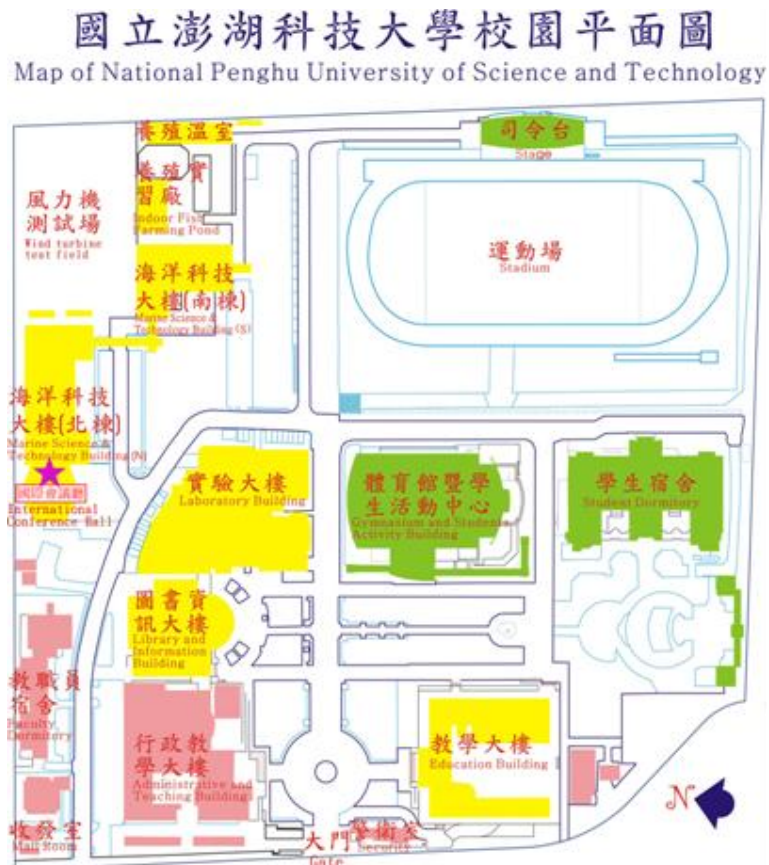 國立澎湖科技大學校園平面圖
Map of National Penghu University of Science and Technology
養殖溫室
司令台
Stage
養殖實
習廠
Indoor Fish
Farming Pond
風力機
測試場
Wind turbine
test field
運動場
Stadium
海洋科技
大樓(南棟)
Marine Science &
Technology Building (S)
海洋科技
大樓(北棟)
Marine Science &
Technology Building (N)
國際會議廳
International
Conference Hall
實驗大樓
Laboratory Building
體育館暨學
生活動中心
Gymnasium and Students
Activity Building
學生宿舍
Student Dormitory
圖書資
訊大樓
Library and
Information
Building
教職員
宿舍
Faculty
Dormitory
行政教
學大樓
Administrative and
Teaching Buildings
教學大樓
Education Building
N
收發室
Mail Room
大門
Gate
警衛室
Security